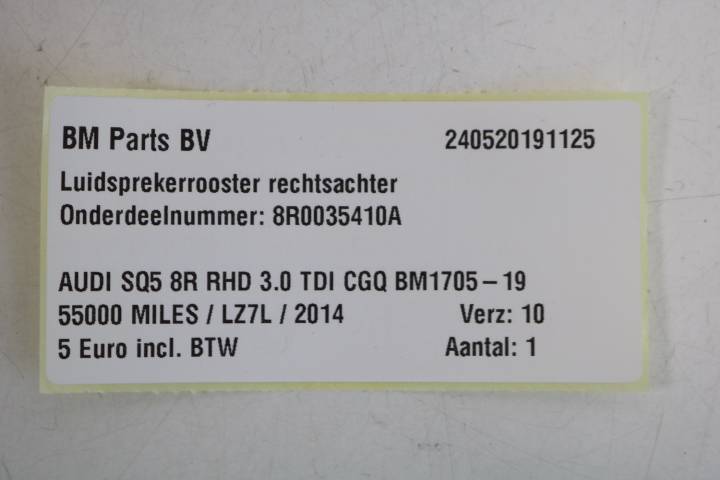 BM Parts BV 240520191125
Luidsprekerrooster rechtsachter
Onderdeelnummer: 8R0035410A
AUDI SQ5 8R RHD 3.0 TDI CGQ BM1705 – 19
55000 MILES / LZ7L / 2014 Verz: 10
5 Euro incl. BTW Aantal: 1